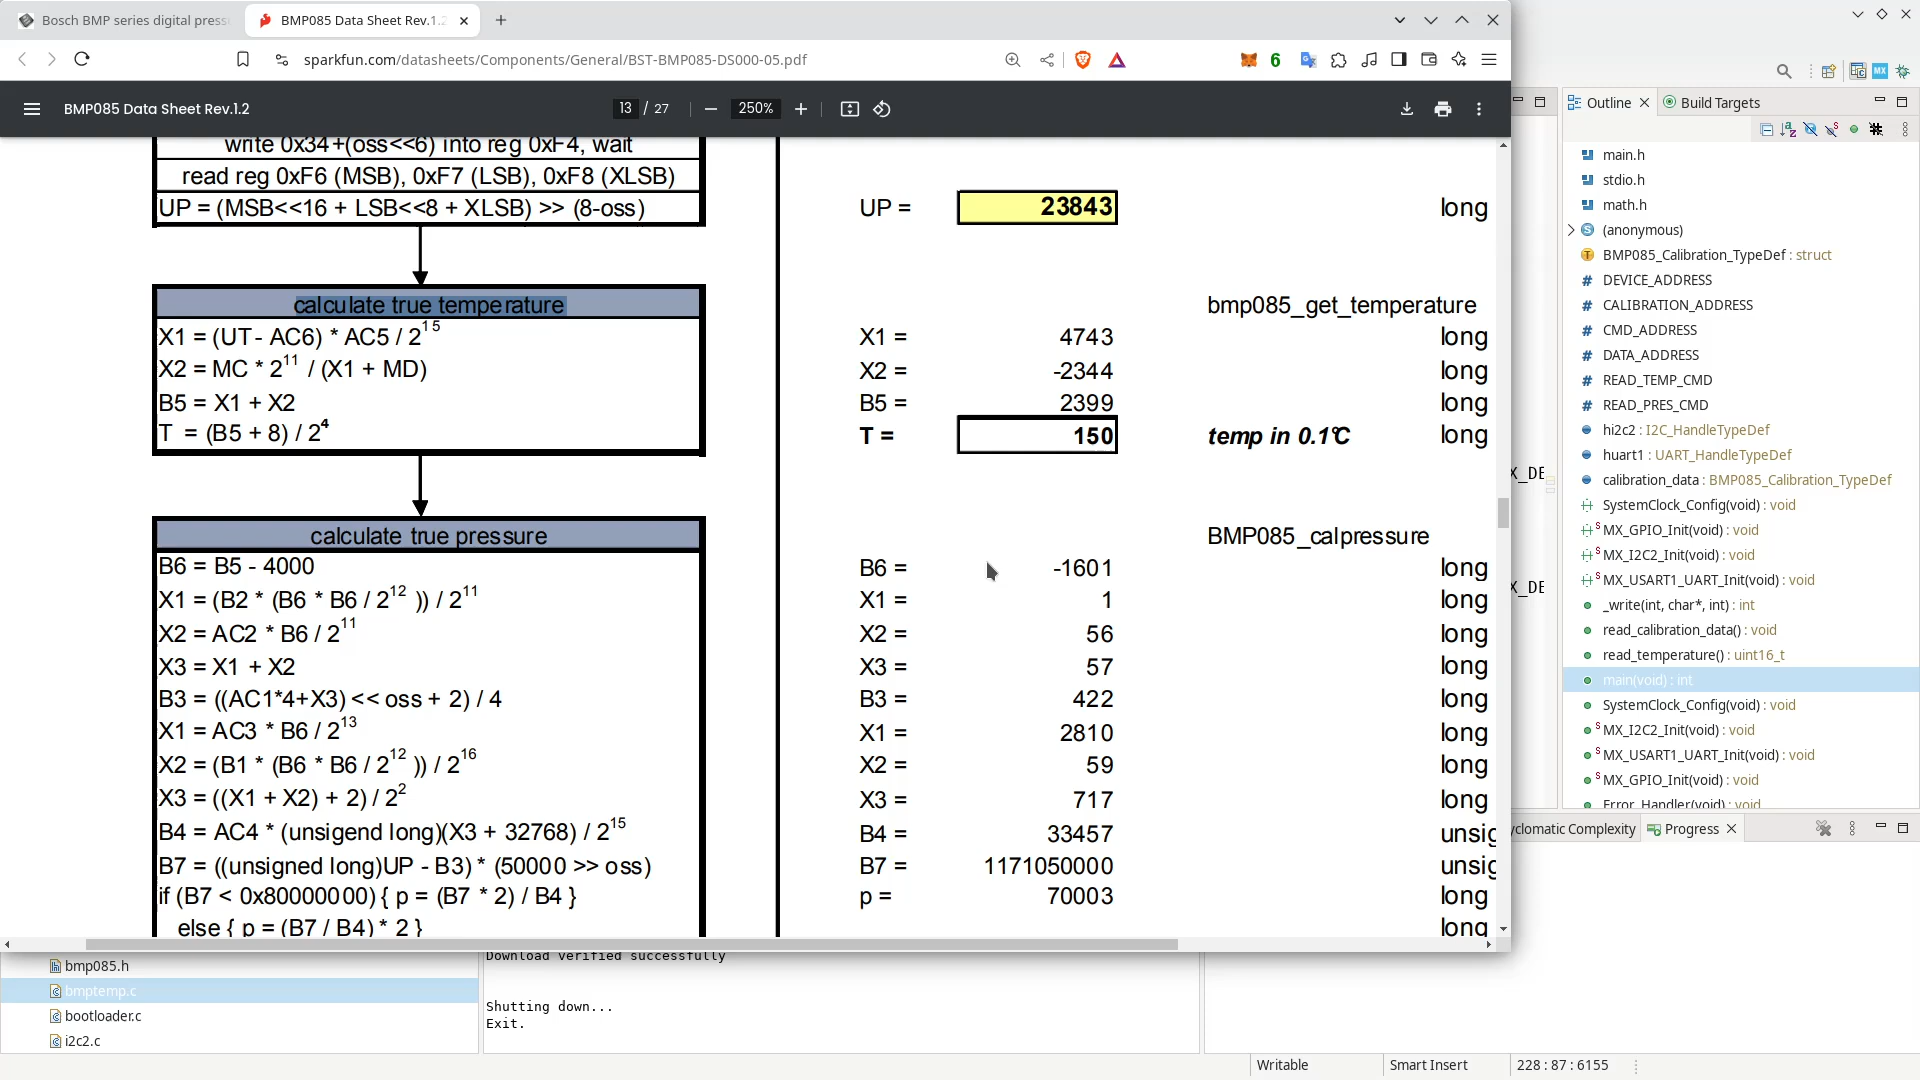 Bosch BMP series digital press
BMP085 Data Sheet Rev.1.2
sparkfun.com/datasheets/Components/General/BST-BMP085-DS000-05.pdf
6
BMP085 Data Sheet Rev.1.2
13 / 27
250%
write 0x34+(oss<<6) into reg 0xF4, wait
read reg 0xF6 (MSB), 0xF7 (LSB), 0xF8 (XLSB)
UP = (MSB<<16 + LSB<<8 + XLSB) >> (8-oss)
UP = 23843 long
calculate true temperature
bmp085_get_temperature
X1 = (UT - AC6) * AC5 / 2^15
X1 = 4743 long
X2 = MC * 2^11 / (X1 + MD)
X2 = -2344 long
B5 = X1 + X2
B5 = 2399 long
T = (B5 + 8) / 2^4
T = 150 temp in 0.1°C long
calculate true pressure
BMP085_calpressure
B6 = B5 - 4000
B6 = -1601 long
X1 = (B2 * (B6 * B6 / 2^12 )) / 2^11
X1 = 1 long
X2 = AC2 * B6 / 2^11
X2 = 56 long
X3 = X1 + X2
X3 = 57 long
B3 = ((AC1*4+X3) << oss + 2) / 4
B3 = 422 long
X1 = AC3 * B6 / 2^13
X1 = 2810 long
X2 = (B1 * (B6 * B6 / 2^12 )) / 2^16
X2 = 59 long
X3 = ((X1 + X2) + 2) / 2^2
X3 = 717 long
B4 = AC4 * (unsigend long)(X3 + 32768) / 2^15
B4 = 33457 unsig
B7 = ((unsigned long)UP - B3) * (50000 >> oss)
B7 = 1171050000 unsig
if (B7 < 0x80000000) { p = (B7 * 2) / B4 }
p = 70003 long
else { p = (B7 / B4) * 2 }
long
MX
Outline
Build Targets
main.h
stdio.h
math.h
(anonymous)
BMP085_Calibration_TypeDef : struct
DEVICE_ADDRESS
CALIBRATION_ADDRESS
CMD_ADDRESS
DATA_ADDRESS
READ_TEMP_CMD
READ_PRES_CMD
hi2c2 : I2C_HandleTypeDef
huart1 : UART_HandleTypeDef
calibration_data : BMP085_Calibration_TypeDef
SystemClock_Config(void) : void
MX_GPIO_Init(void) : void
MX_I2C2_Init(void) : void
MX_USART1_UART_Init(void) : void
_write(int, char*, int) : int
read_calibration_data() : void
read_temperature() : uint16_t
main(void) : int
SystemClock_Config(void) : void
MX_I2C2_Init(void) : void
MX_USART1_UART_Init(void) : void
MX_GPIO_Init(void) : void
Error_Handler(void) : void
X_DE
X_DE
yclomatic Complexity
Progress
bmp085.h
bmptemp.c
bootloader.c
i2c2.c
Download verified successfully
Shutting down...
Exit.
Writable
Smart Insert
228 : 87 : 6155